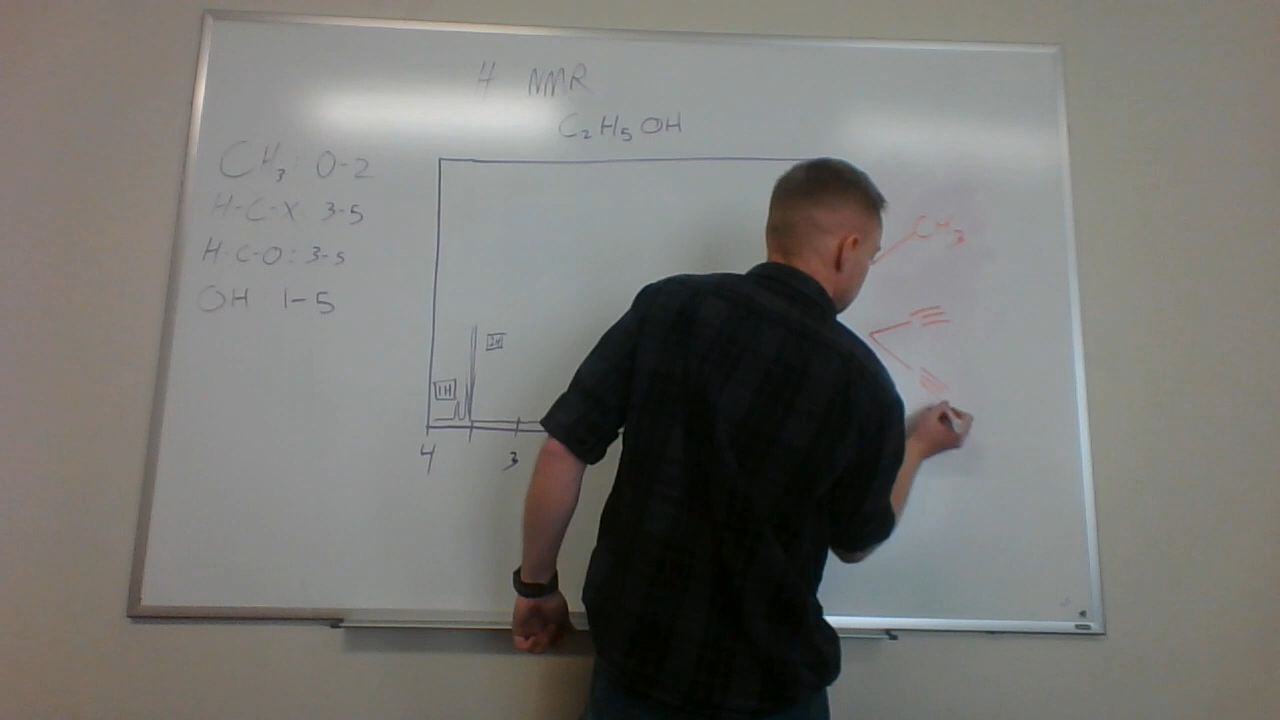 H NMR
C₂H₅OH
CH₃: 0-2
H-C-X 3-5
H-C-O: 3-5
OH 1-5
CH₃
2H
1H
4 3